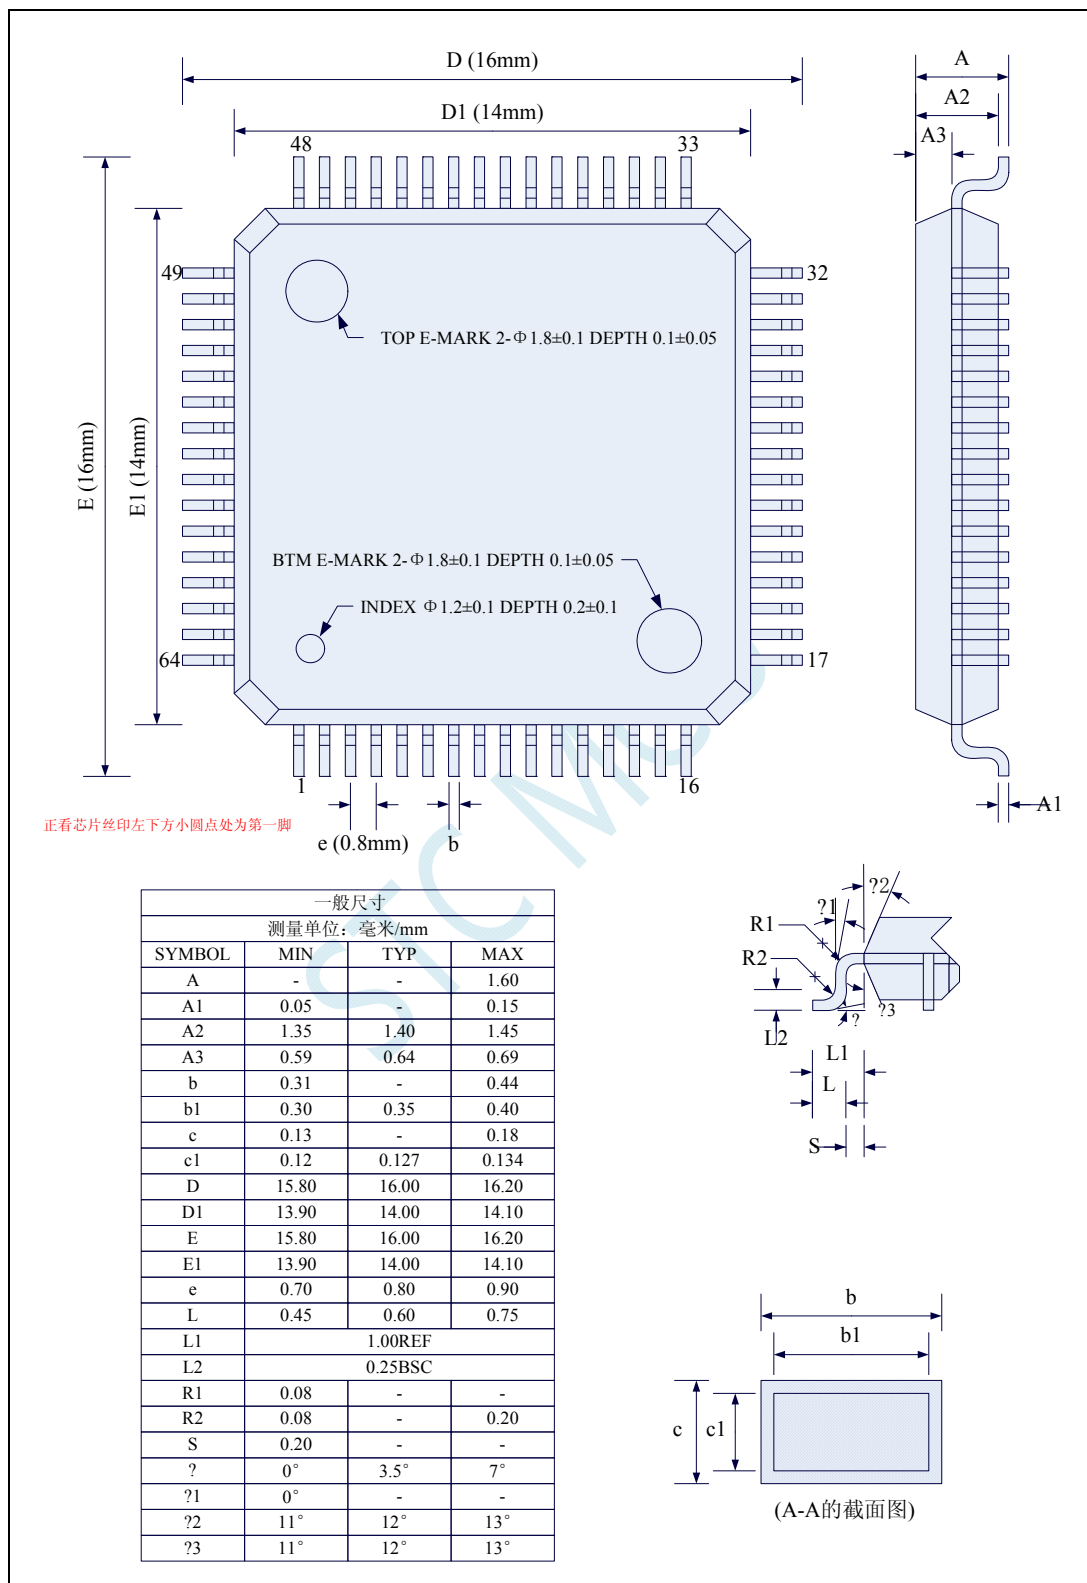 D (16mm)
D1 (14mm)
A
A2
A3
48
33
49
32
TOP E-MARK 2-Φ1.8±0.1 DEPTH 0.1±0.05
E (16mm)
E1 (14mm)
BTM E-MARK 2-Φ1.8±0.1 DEPTH 0.1±0.05
INDEX Φ1.2±0.1 DEPTH 0.2±0.1
64
17
1
16
A1
正看芯片丝印左下方小圆点处为第一脚
e (0.8mm)
b
STC MCU
一般尺寸
测量单位：毫米/mm
SYMBOL MIN TYP MAX
A - - 1.60
A1 0.05 - 0.15
A2 1.35 1.40 1.45
A3 0.59 0.64 0.69
b 0.31 - 0.44
b1 0.30 0.35 0.40
c 0.13 - 0.18
c1 0.12 0.127 0.134
D 15.80 16.00 16.20
D1 13.90 14.00 14.10
E 15.80 16.00 16.20
E1 13.90 14.00 14.10
e 0.70 0.80 0.90
L 0.45 0.60 0.75
L1 1.00REF
L2 0.25BSC
R1 0.08 - -
R2 0.08 - 0.20
S 0.20 - -
? 0° 3.5° 7°
?1 0° - -
?2 11° 12° 13°
?3 11° 12° 13°
?2
?1
R1
R2
?3
?
L2
L1
L
S
b
b1
c
c1
(A-A的截面图)